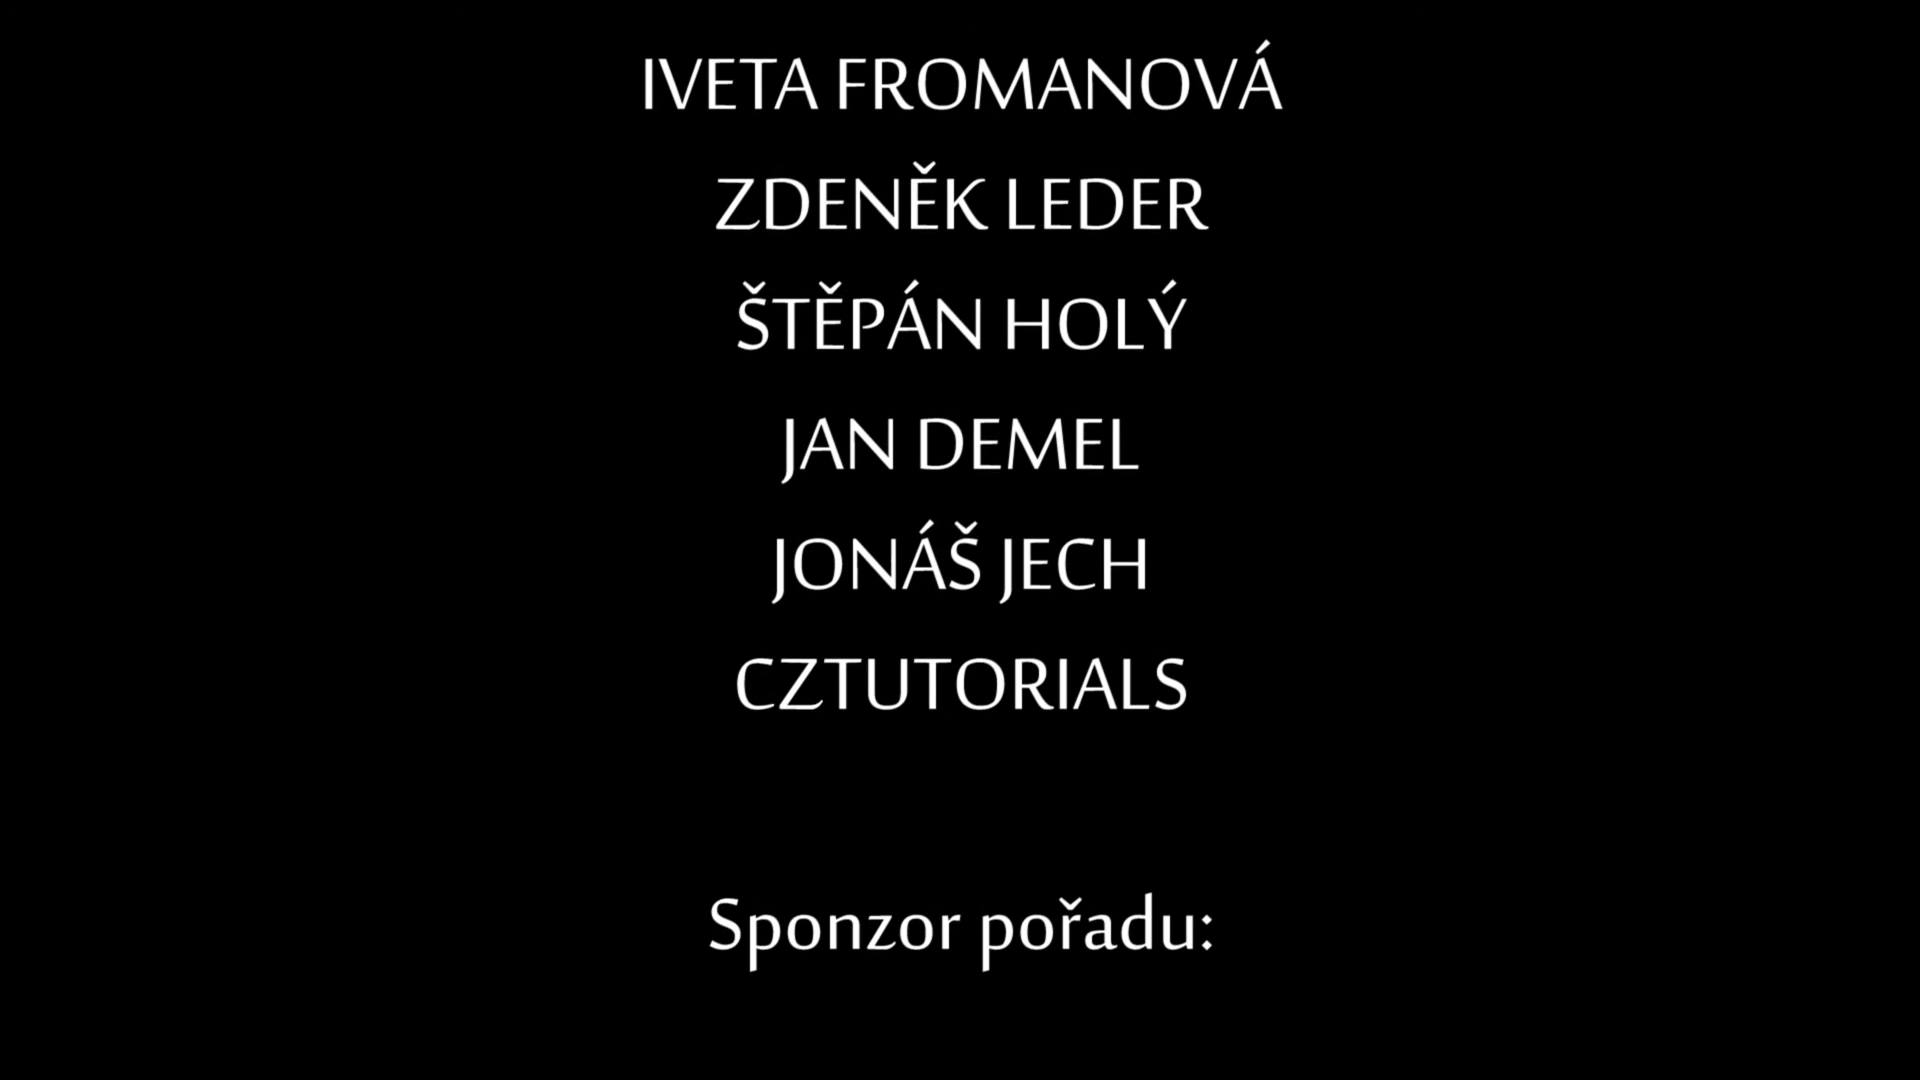 IVETA FROMANOVÁ
ZDENĚK LEDER
ŠTĚPÁN HOLÝ
JAN DEMEL
JONÁŠ JECH
CZTUTORIALS
Sponzor pořadu: